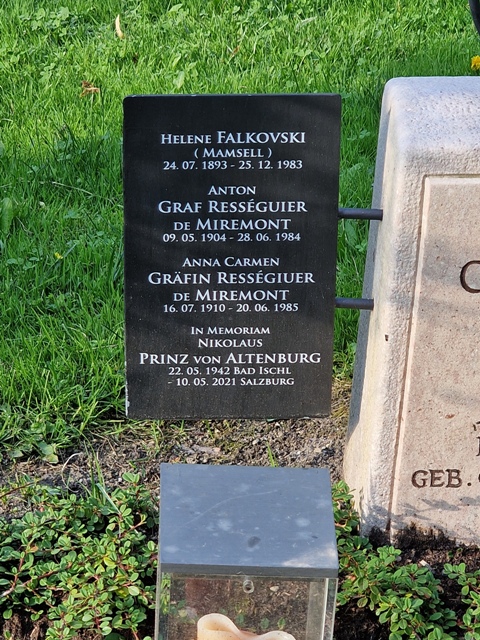 HELENE FALKOVSKI
( MAMSELL )
24. 07. 1893 - 25. 12. 1983
ANTON
GRAF RESSÉGUIER
DE MIREMONT
09. 05. 1904 - 28. 06. 1984
ANNA CARMEN
GRÄFIN RESSÉGIUER
DE MIREMONT
16. 07. 1910 - 20. 06. 1985
IN MEMORIAM
NIKOLAUS
PRINZ VON ALTENBURG
22. 05. 1942 BAD ISCHL
- 10. 05. 2021 SALZBURG
GEB.